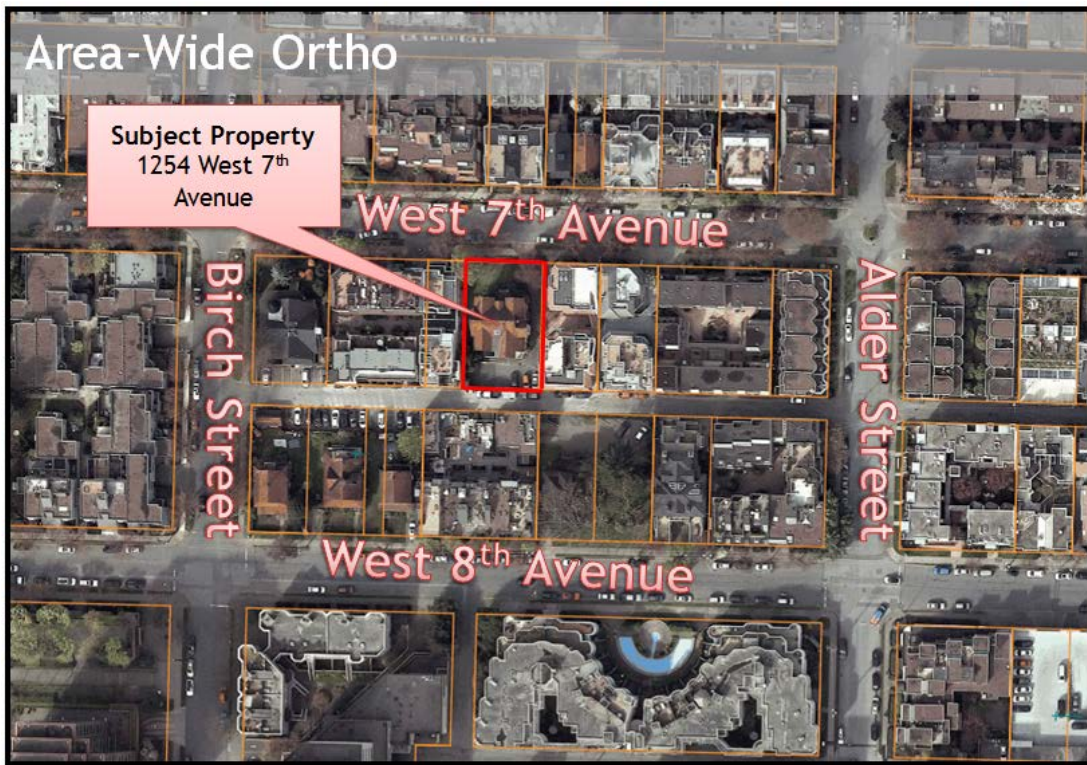 Area-Wide Ortho
Subject Property
1254 West 7th
Avenue
West 7th Avenue
Birch Street
Alder Street
West 8th Avenue